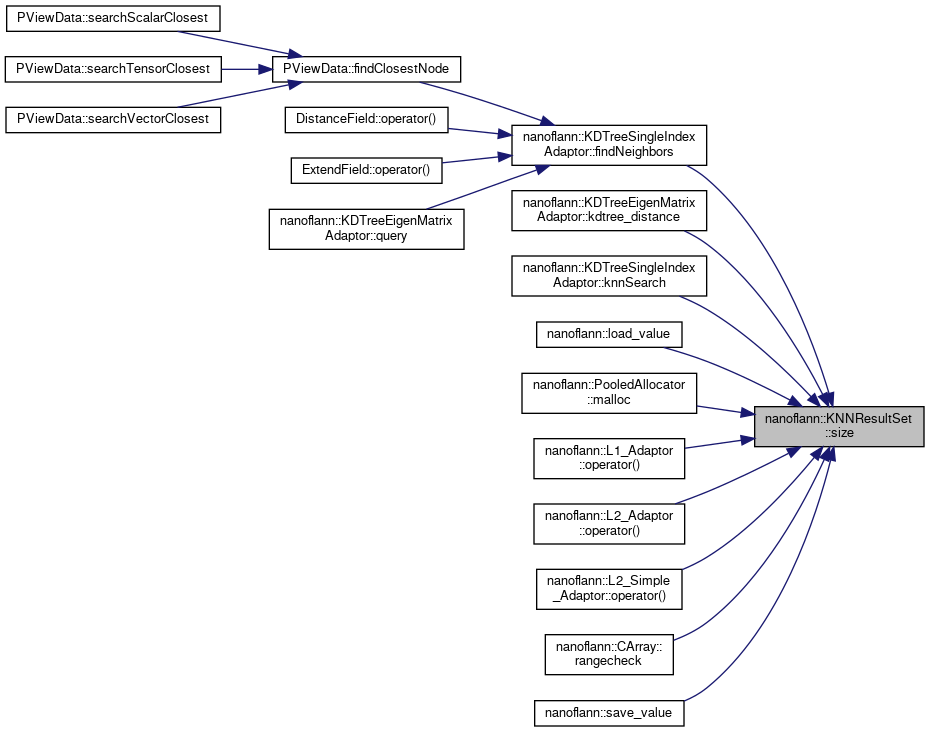 PViewData::searchScalarClosest
PViewData::searchTensorClosest
PViewData::searchVectorClosest
PViewData::findClosestNode
DistanceField::operator()
ExtendField::operator()
nanoflann::KDTreeEigenMatrix
Adaptor::query
nanoflann::KDTreeSingleIndex
Adaptor::findNeighbors
nanoflann::KDTreeEigenMatrix
Adaptor::kdtree_distance
nanoflann::KDTreeSingleIndex
Adaptor::knnSearch
nanoflann::load_value
nanoflann::PooledAllocator
::malloc
nanoflann::L1_Adaptor
::operator()
nanoflann::L2_Adaptor
::operator()
nanoflann::L2_Simple
_Adaptor::operator()
nanoflann::CArray::
rangecheck
nanoflann::save_value
nanoflann::KNNResultSet
::size